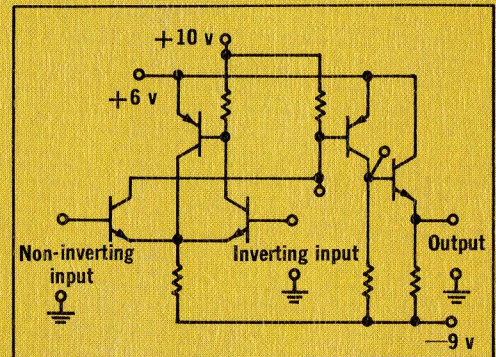 +10 v
+6 v
Non-inverting
input
Inverting input
Output
—9 v